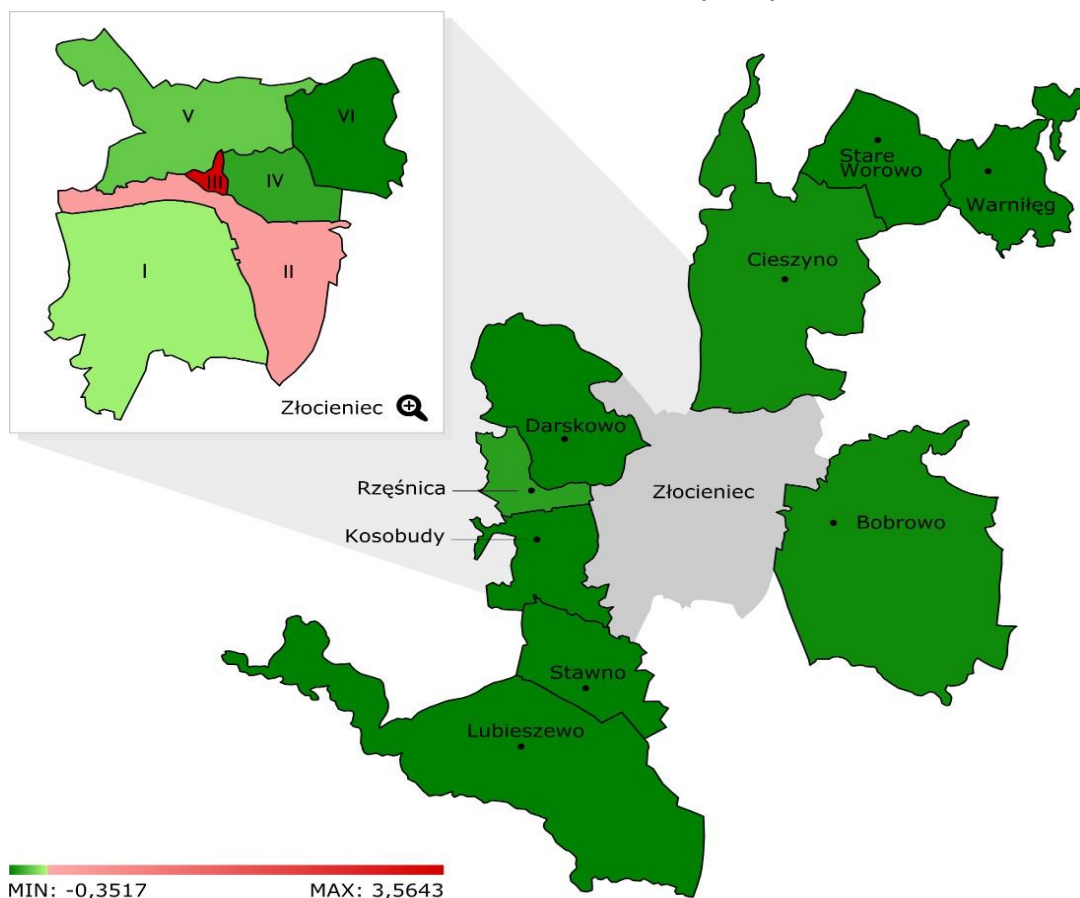 V
VI
III
IV
I
II
Złocieniec
Stare
Worowo
Warniłęg
Cieszyno
Darskowo
Rzęśnica
Złocieniec
Kosobudy
Bobrowo
Stawno
Lubieszewo
MIN: -0,3517
MAX: 3,5643